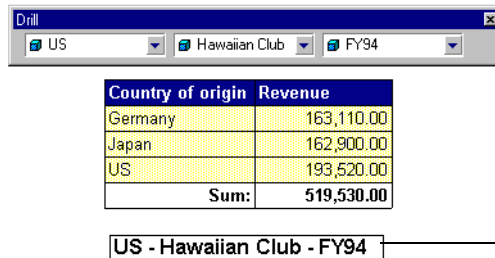 Drill
US Hawaiian Club FY94
Country of origin Revenue
Germany 163,110.00
Japan 162,900.00
US 193,520.00
Sum: 519,530.00
US - Hawaiian Club - FY94